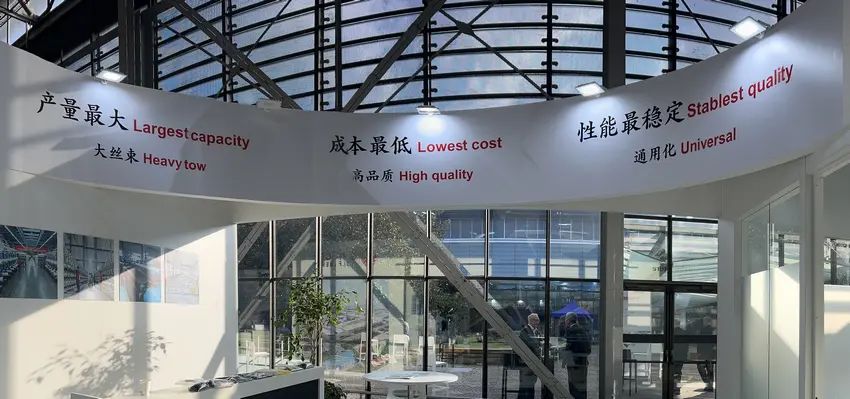 产量最大 Largest capacity
大丝束 Heavy tow
成本最低 Lowest cost
高品质 High quality
性能最稳定 Stablest quality
通用化 Universal